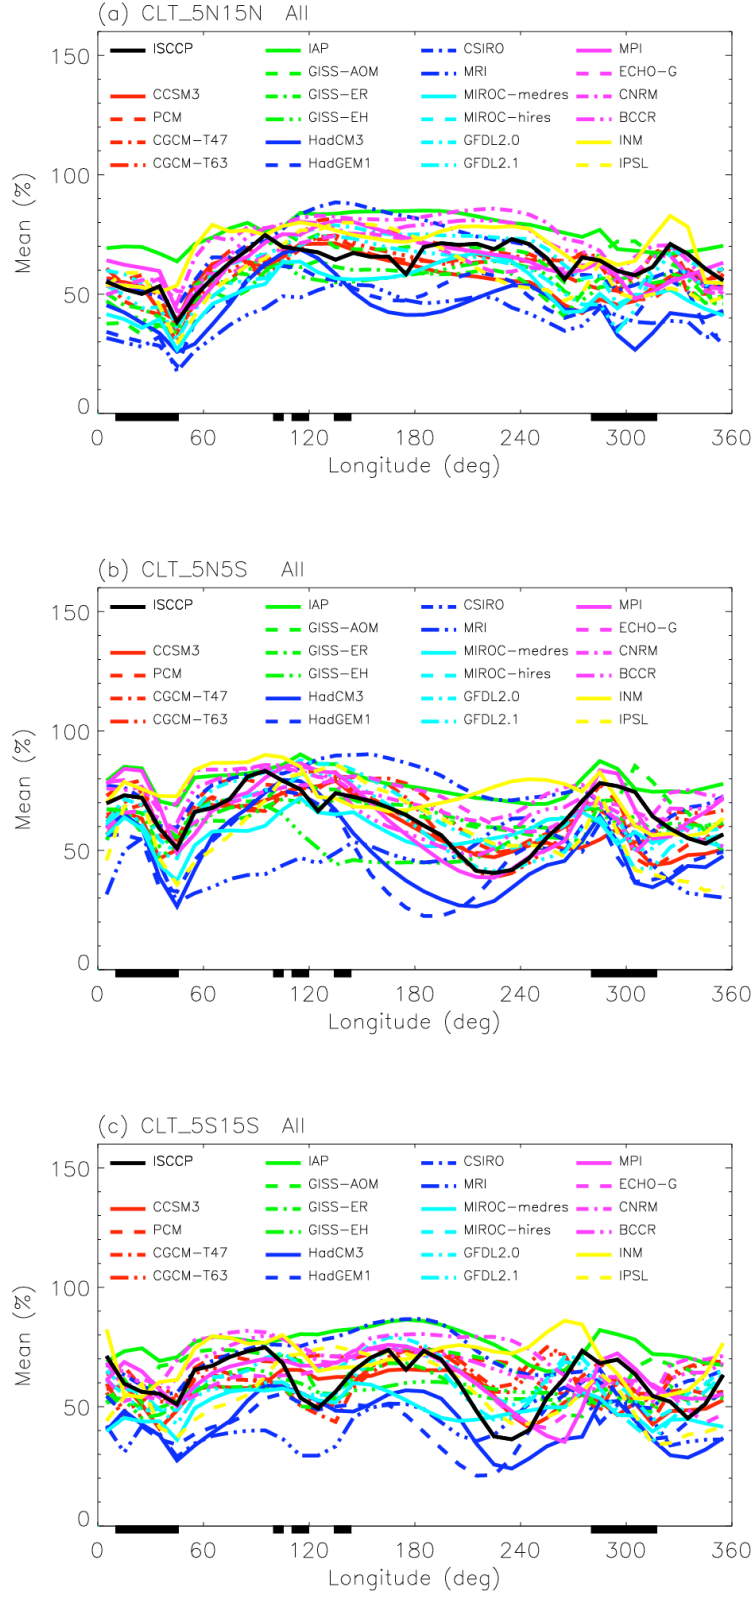 (a) CLT_5N15N All
150
100
50
0
Mean (%)
ISCCP IAP CSIRO MPI
GISS-AOM MRI ECHO-G
CCSM3 GISS-ER MIROC-medres CNRM
PCM GISS-EH MIROC-hires BCCR
CGCM-T47 HadCM3 GFDL2.0 INM
CGCM-T63 HadGEM1 GFDL2.1 IPSL
0 60 120 180 240 300 360
Longitude (deg)
(b) CLT_5N5S All
150
100
50
0
Mean (%)
ISCCP IAP CSIRO MPI
GISS-AOM MRI ECHO-G
CCSM3 GISS-ER MIROC-medres CNRM
PCM GISS-EH MIROC-hires BCCR
CGCM-T47 HadCM3 GFDL2.0 INM
CGCM-T63 HadGEM1 GFDL2.1 IPSL
0 60 120 180 240 300 360
Longitude (deg)
(c) CLT_5S15S All
150
100
50
0
Mean (%)
ISCCP IAP CSIRO MPI
GISS-AOM MRI ECHO-G
CCSM3 GISS-ER MIROC-medres CNRM
PCM GISS-EH MIROC-hires BCCR
CGCM-T47 HadCM3 GFDL2.0 INM
CGCM-T63 HadGEM1 GFDL2.1 IPSL
0 60 120 180 240 300 360
Longitude (deg)